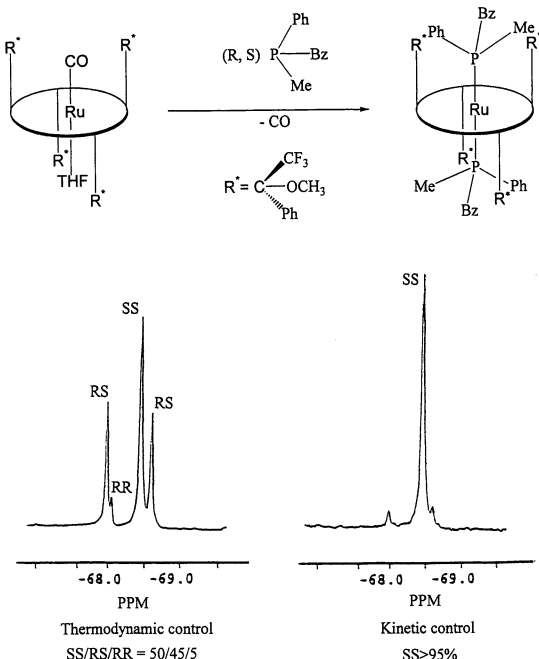 R*
R*
CO
Ru
R*
THF
R*
(R, S)
Ph
P
Bz
Me
- CO
R* = C
CF3
OCH3
Ph
Bz
Ph
Me
R*
P
R*
Ru
R*
P
Me
Ph
Bz
R*
SS
RS
RS
RR
-68.0
-69.0
PPM
Thermodynamic control
SS/RS/RR = 50/45/5
SS
-68.0
-69.0
PPM
Kinetic control
SS>95%